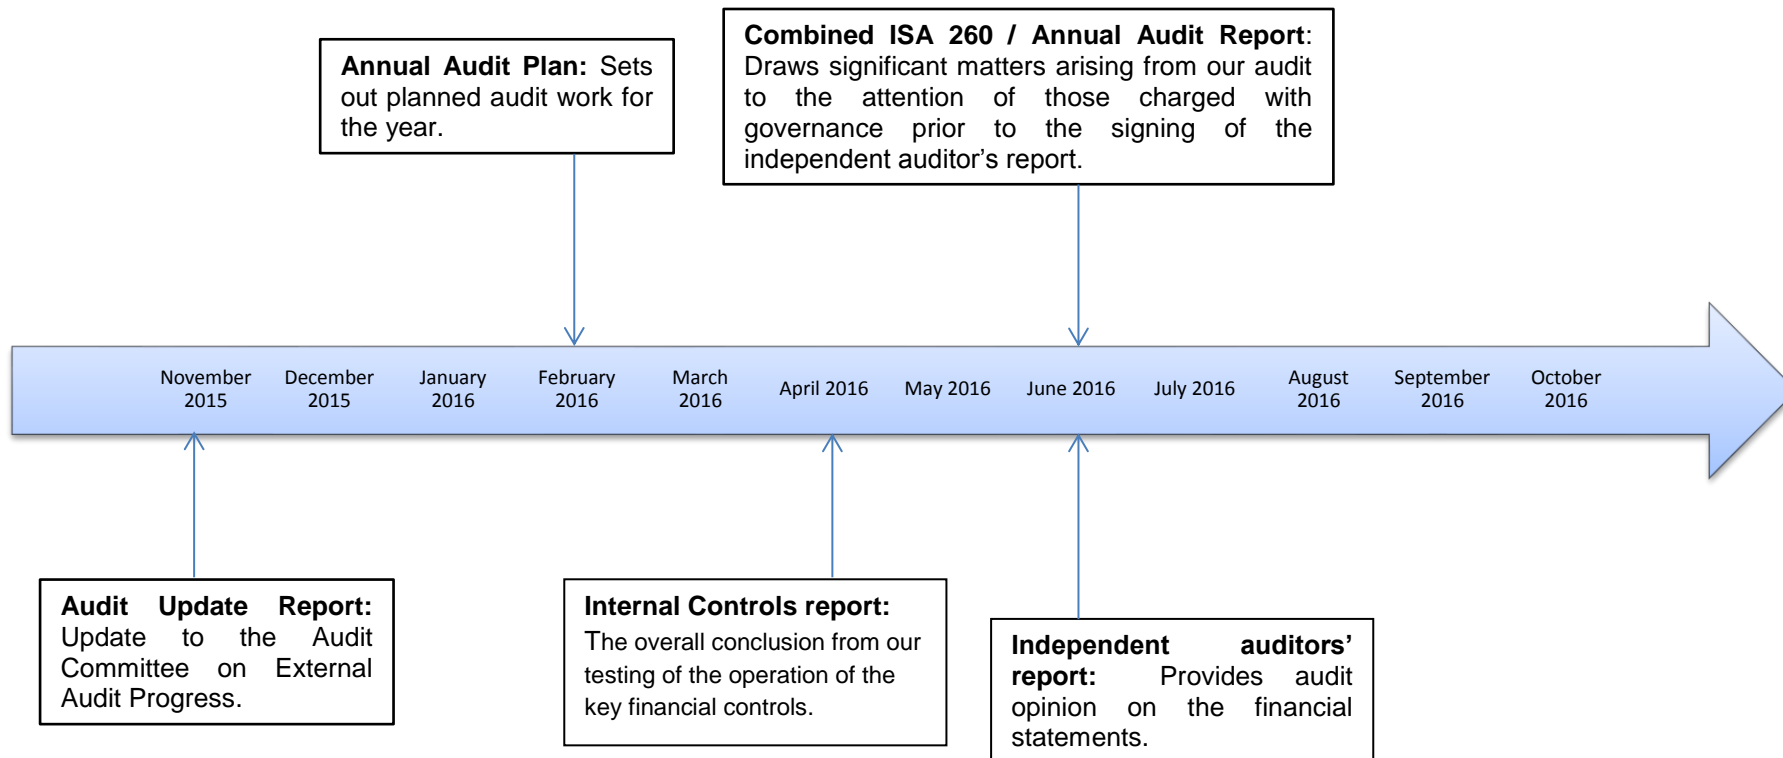 Annual Audit Plan: Sets
out planned audit work for
the year.
Combined ISA 260 / Annual Audit Report:
Draws significant matters arising from our audit
to the attention of those charged with
governance prior to the signing of the
independent auditor’s report.
November
2015
December
2015
January
2016
February
2016
March
2016
April 2016
May 2016
June 2016
July 2016
August
2016
September
2016
October
2016
Audit Update Report:
Update to the Audit
Committee on External
Audit Progress.
Internal Controls report:
The overall conclusion from our
testing of the operation of the
key financial controls.
Independent auditors’
report: Provides audit
opinion on the financial
statements.